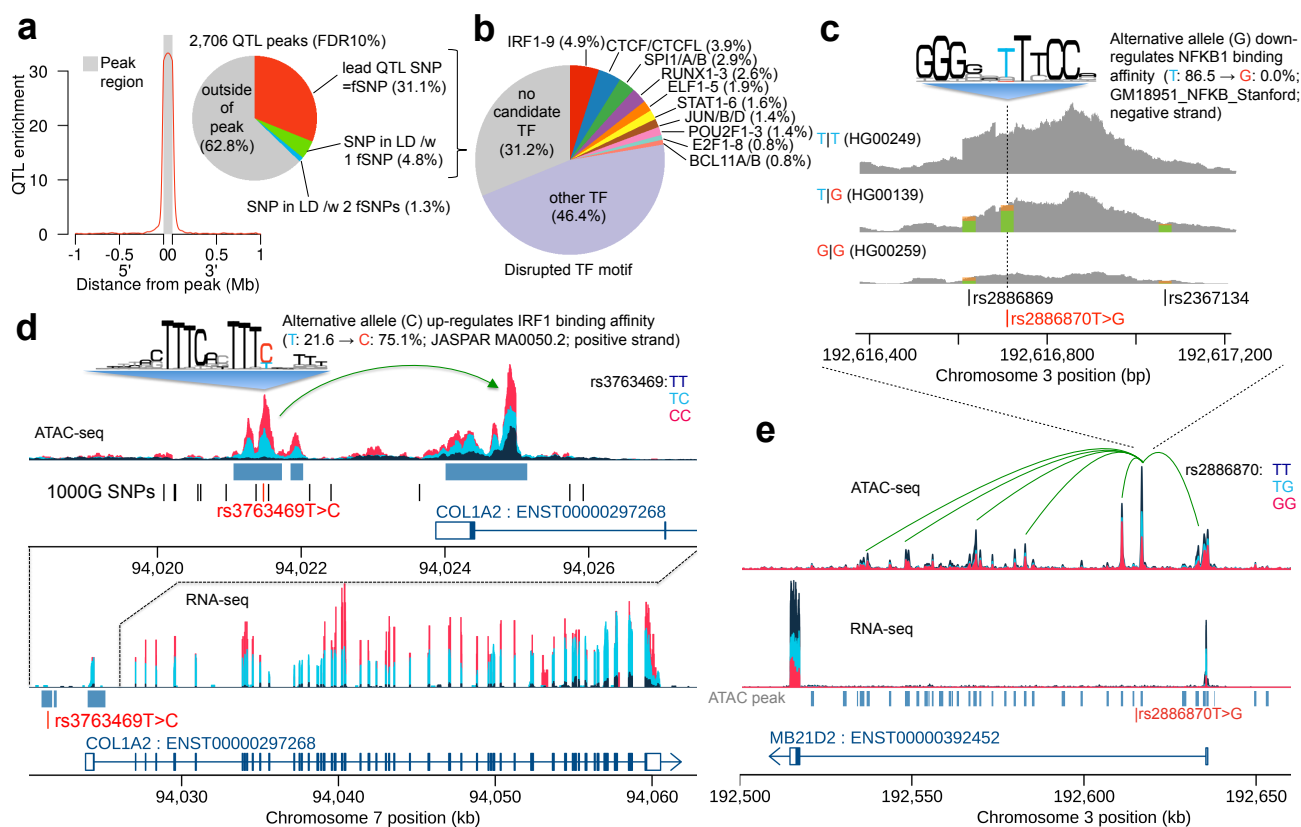 a
QTL enrichment
30
20
10
0
Peak
region
2,706 QTL peaks (FDR10%)
outside
of peak
(62.8%)
lead QTL SNP
=fSNP (31.1%)
SNP in LD /w
1 fSNP (4.8%)
SNP in LD /w 2 fSNPs (1.3%)
-1 -0.5 00 0.5 1
5' 3'
Distance from peak (Mb)
b
IRF1-9 (4.9%)
CTCF/CTCFL (3.9%)
SPI1/A/B (2.9%)
RUNX1-3 (2.6%)
ELF1-5 (1.9%)
STAT1-6 (1.6%)
JUN/B/D (1.4%)
POU2F1-3 (1.4%)
E2F1-8 (0.8%)
BCL11A/B (0.8%)
no
candidate
TF
(31.2%)
other TF
(46.4%)
Disrupted TF motif
c
GGG TTTCC
Alternative allele (G) down-
regulates NFKB1 binding
affinity (T: 86.5 → G: 0.0%;
GM18951_NFKB_Stanford;
negative strand)
T|T (HG00249)
T|G (HG00139)
G|G (HG00259)
rs2886869
rs2367134
rs2886870T>G
192,616,400 192,616,800 192,617,200
Chromosome 3 position (bp)
d
TTTC TTTC
Alternative allele (C) up-regulates IRF1 binding affinity
(T: 21.6 → C: 75.1%; JASPAR MA0050.2; positive strand)
rs3763469:TT
TC
CC
ATAC-seq
1000G SNPs
rs3763469T>C
COL1A2 : ENST00000297268
94,020 94,022 94,024 94,026
RNA-seq
rs3763469T>C
COL1A2 : ENST00000297268
94,030 94,040 94,050 94,060
Chromosome 7 position (kb)
e
rs2886870: TT
TG
GG
ATAC-seq
RNA-seq
ATAC peak
rs2886870T>G
MB21D2 : ENST00000392452
192,500 192,550 192,600 192,650
Chromosome 3 position (kb)